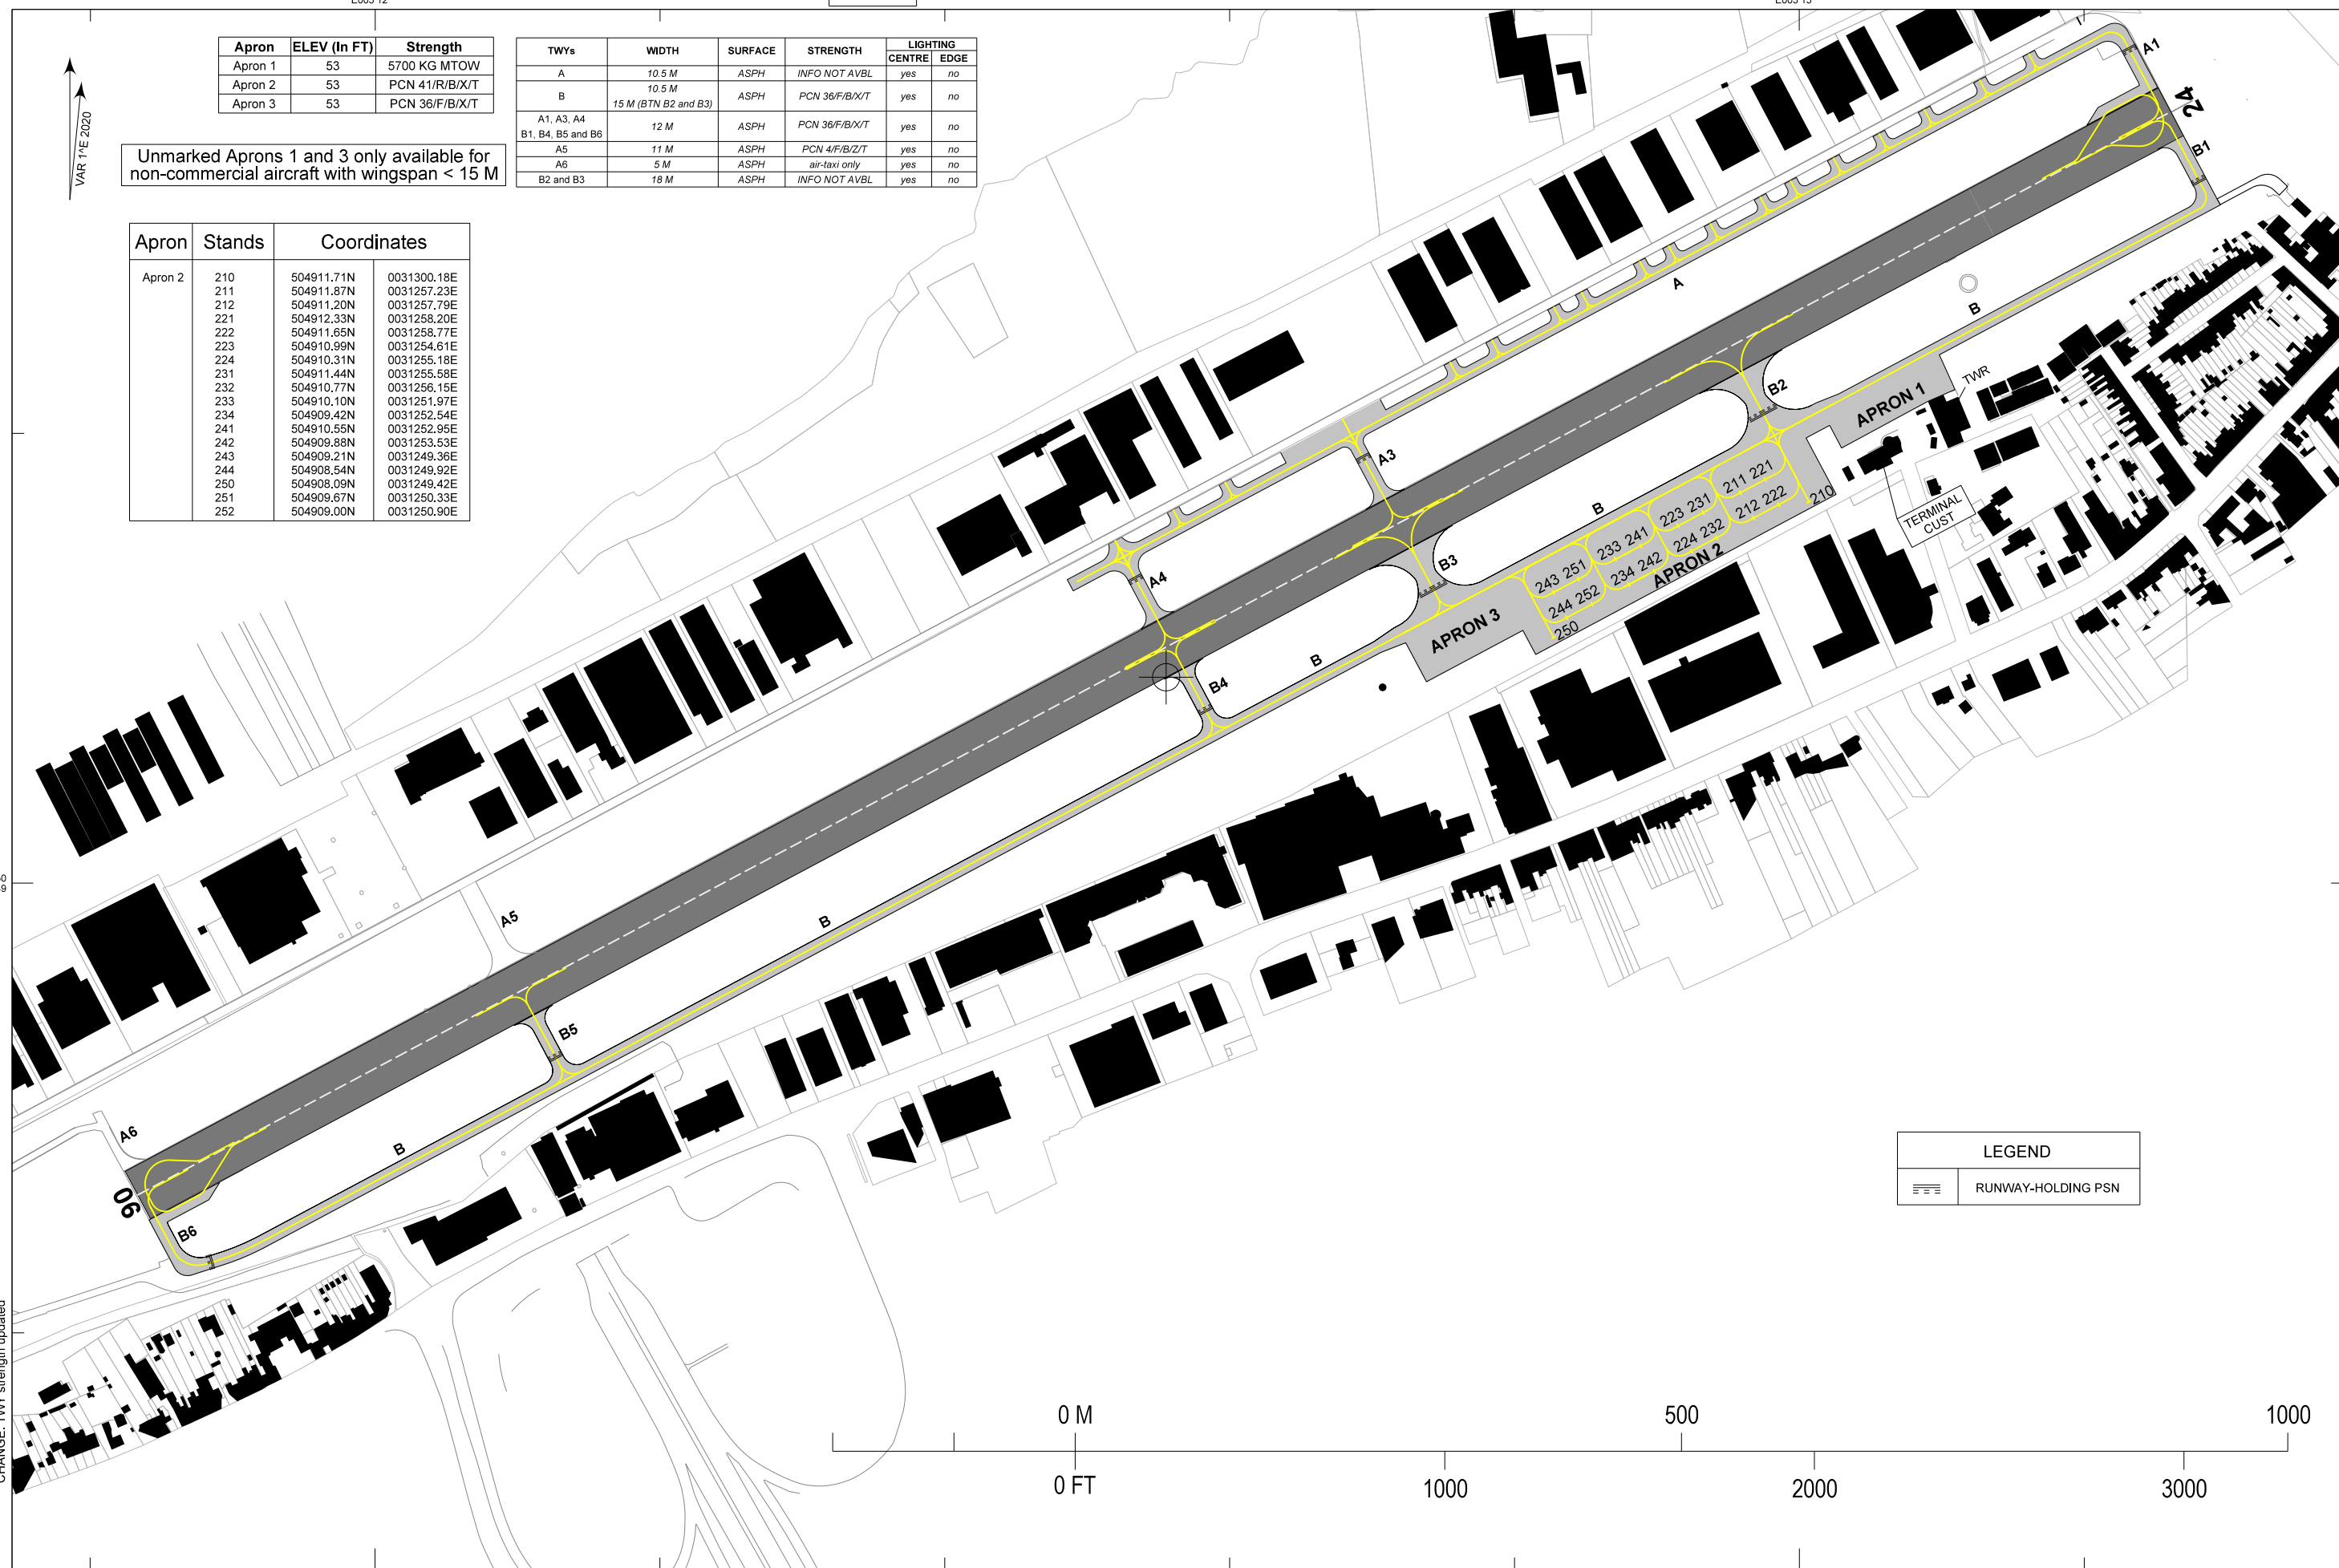 E003 12
E003 13
Apron ELEV (In FT) Strength
Apron 1 53 5700 KG MTOW
Apron 2 53 PCN 41/R/B/X/T
Apron 3 53 PCN 36/F/B/X/T
TWYs WIDTH SURFACE STRENGTH LIGHTING
CENTRE EDGE
A 10.5 M ASPH INFO NOT AVBL yes no
B 10.5 M
15 M (BTN B2 and B3) ASPH PCN 36/F/B/X/T yes no
A1, A3, A4
B1, B4, B5 and B6 12 M ASPH PCN 36/F/B/X/T yes no
A5 11 M ASPH PCN 4/F/B/Z/T yes no
A6 5 M ASPH air-taxi only yes no
B2 and B3 18 M ASPH INFO NOT AVBL yes no
VAR 1^E 2020
Unmarked Aprons 1 and 3 only available for
non-commercial aircraft with wingspan < 15 M
Apron Stands Coordinates
Apron 2 210 504911.71N 0031300.18E
211 504911.87N 0031257.23E
212 504911.20N 0031257.79E
221 504912.33N 0031258.20E
222 504911.65N 0031258.77E
223 504910.99N 0031254.61E
224 504910.31N 0031255.18E
231 504911.44N 0031255.58E
232 504910.77N 0031256.15E
233 504910.10N 0031251.97E
234 504909.42N 0031252.54E
241 504910.55N 0031252.95E
242 504909.88N 0031253.53E
243 504909.21N 0031249.36E
244 504908.54N 0031249.92E
250 504908.09N 0031249.42E
251 504909.67N 0031250.33E
252 504909.00N 0031250.90E
A1
24
B1
A
B
B2
APRON 1
TWR
A3
211 221
212 222
210
TERMINAL
CUST
B
223 231
224 232
APRON 2
233 241
234 242
B3
243 251
244 252
250
APRON 3
A4
B
B4
A5
B
B5
A6
B
06
B6
LEGEND
RUNWAY-HOLDING PSN
CHANGE: TWY strength updated
0 M 500 1000
0 FT 1000 2000 3000